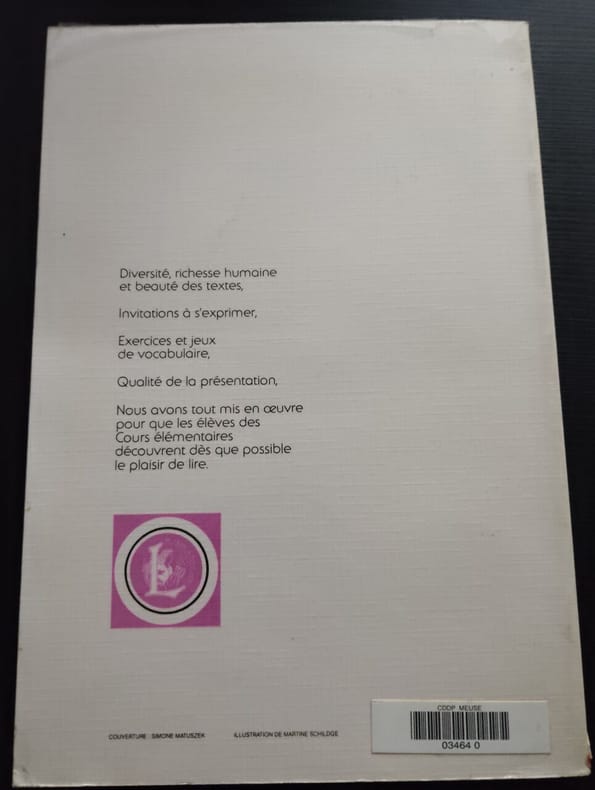 Diversité, richesse humaine
et beauté des textes,
Invitations à s'exprimer,
Exercices et jeux
de vocabulaire,
Qualité de la présentation,
Nous avons tout mis en œuvre
pour que les élèves des
Cours élémentaires
découvrent dès que possible
le plaisir de lire.
L
COUVERTURE : SIMONE MATUSZEK ILLUSTRATION DE MARTINE SCHILDGE
CDDP MEUSE
03464 0